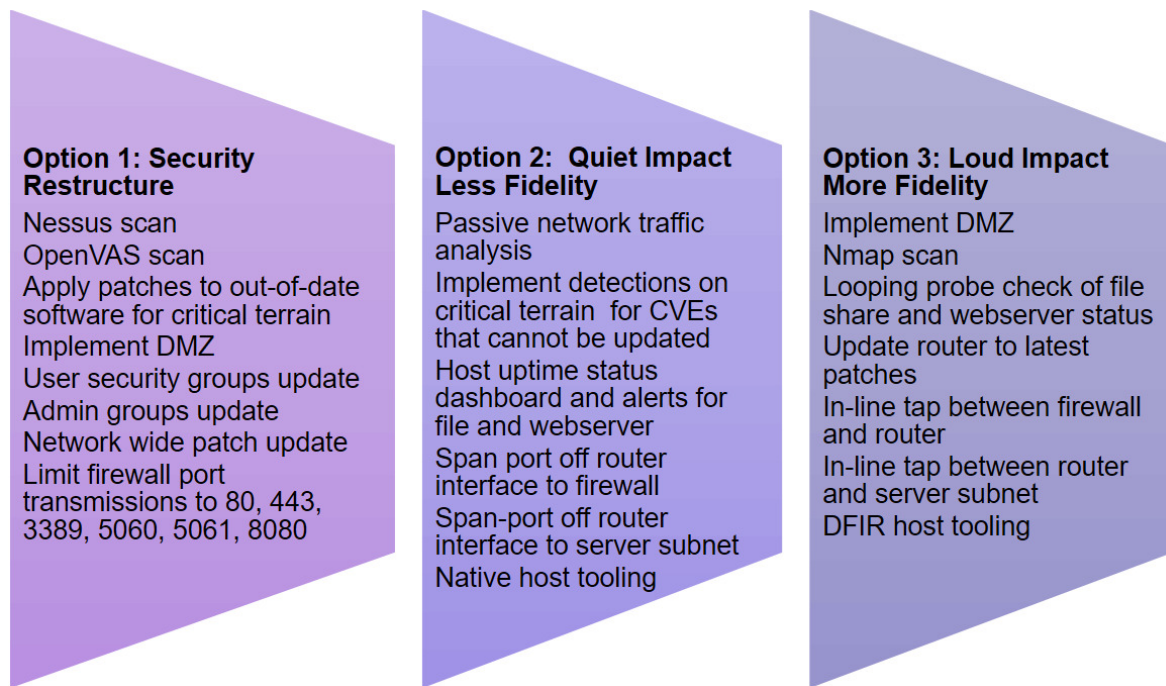 Option 1: Security
Restructure
Nessus scan
OpenVAS scan
Apply patches to out-of-date
software for critical terrain
Implement DMZ
User security groups update
Admin groups update
Network wide patch update
Limit firewall port
transmissions to 80, 443,
3389, 5060, 5061, 8080
Option 2:  Quiet Impact
Less Fidelity
Passive network traffic
analysis
Implement detections on
critical terrain  for CVEs
that cannot be updated
Host uptime status
dashboard and alerts for
file and webserver
Span port off router
interface to firewall
Span-port off router
interface to server subnet
Native host tooling
Option 3: Loud Impact
More Fidelity
Implement DMZ
Nmap scan
Looping probe check of file
share and webserver status
Update router to latest
patches
In-line tap between firewall
and router
In-line tap between router
and server subnet
DFIR host tooling